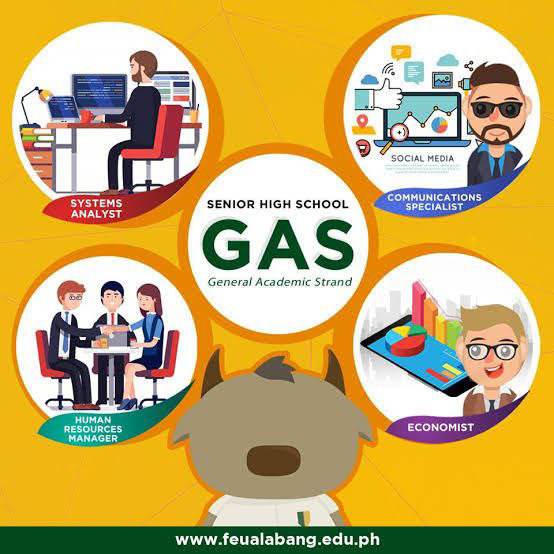 SYSTEMS
ANALYST
SOCIAL MEDIA
COMMUNICATIONS
SPECIALIST
SENIOR HIGH SCHOOL
GAS
General Academic Strand
HUMAN
RESOURCES
MANAGER
ECONOMIST
www.feualabang.edu.ph